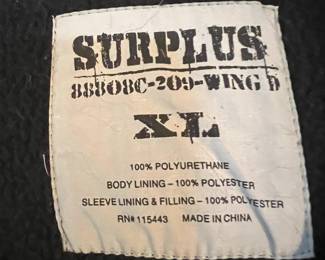 SURPLUS
88808C-209-WING D
XL
100% POLYURETHANE
BODY LINING – 100% POLYESTER
SLEEVE LINING & FILLING – 100% POLYESTER
RN# 115443 MADE IN CHINA